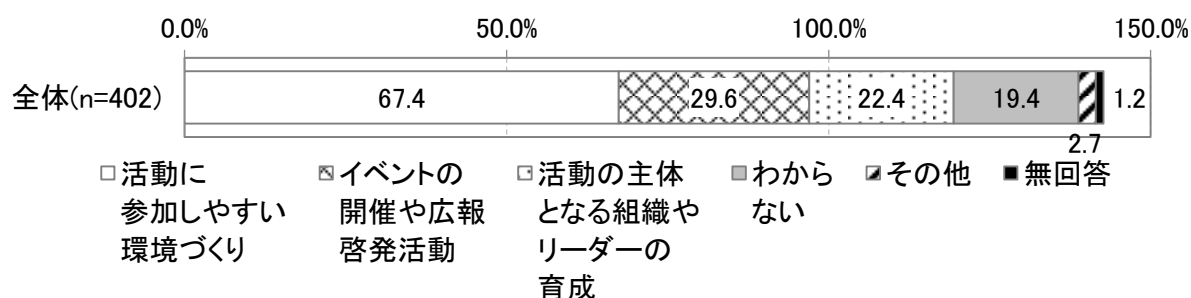 0.0% 50.0% 100.0% 150.0%
全体(n=402) 67.4 29.6 22.4 19.4 1.2
2.7
活動に 参加しやすい 環境づくり
イベントの 開催や広報 啓発活動
活動の主体 となる組織や リーダーの 育成
わから ない
その他
無回答